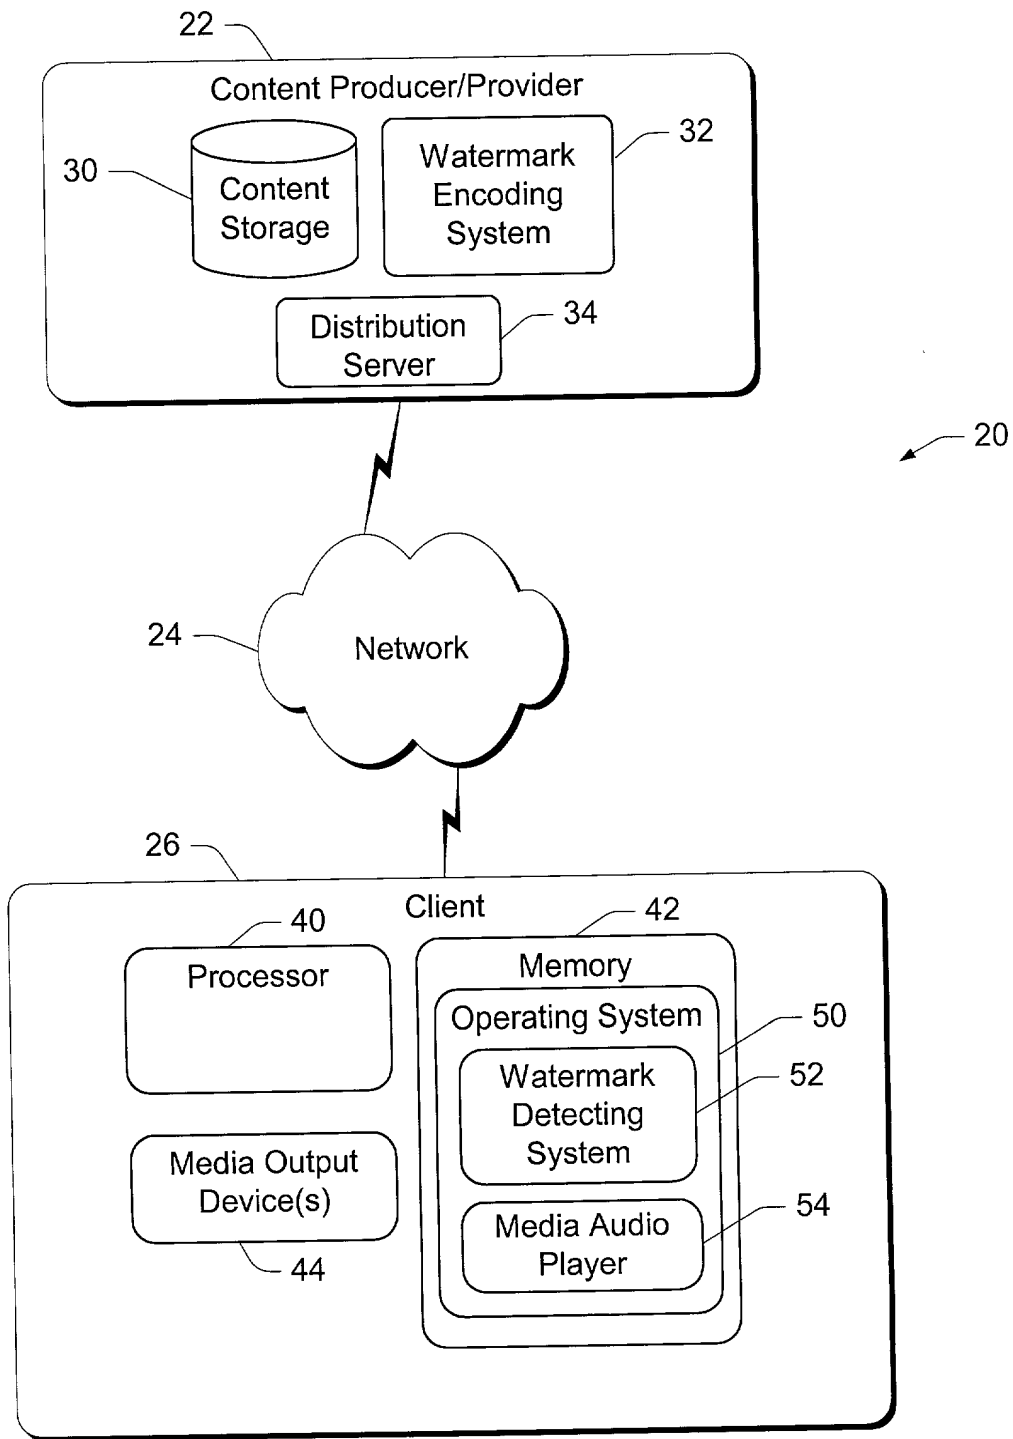 22
Content Producer/Provider
30
Content
Storage
Watermark
Encoding
System
32
Distribution
Server
34
20
24
Network
26
Client
40
Processor
42
Memory
Operating System
50
Watermark
Detecting
System
52
Media Output
Device(s)
44
Media Audio
Player
54